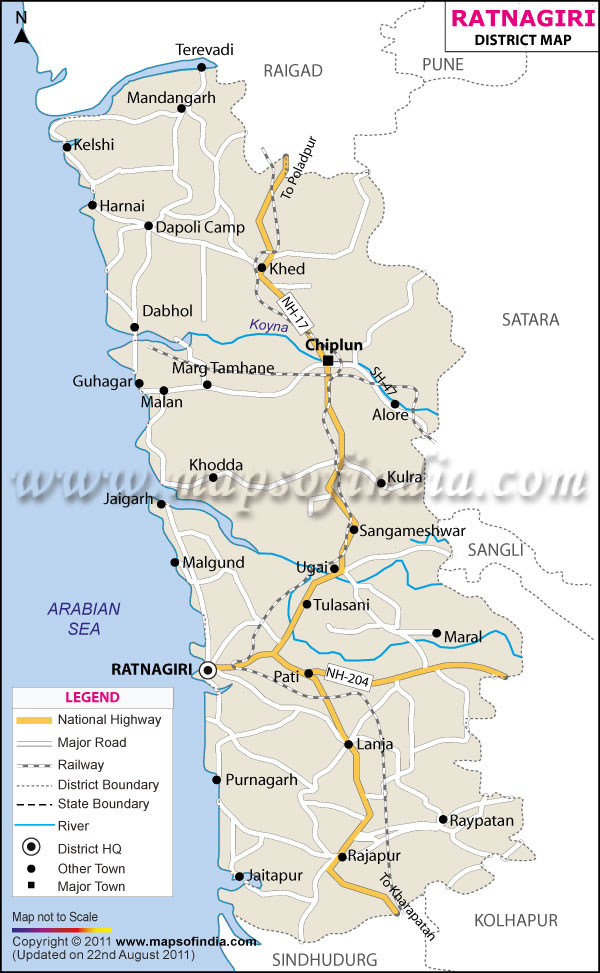 N
RATNAGIRI
DISTRICT MAP
Terevadi
RAIGAD
PUNE
Mandangarh
Kelshi
To Poladpur
Harnai
Dapoli Camp
Khed
NH-17
Dabhol
Koyna
SATARA
Chiplun
Marg Tamhane
Guhagar
SH-47
Malan
Alore
Khodda
Kulra
www.mapsofindia.com
Jaigarh
Sangameshwar
SANGLI
Malgund
Ugai
ARABIAN
SEA
Tulasani
Maral
RATNAGIRI
Pati
NH-204
LEGEND
National Highway
Major Road
Railway
District Boundary
State Boundary
River
District HQ
Other Town
Major Town
Lanja
Purnagarh
Raypatan
Rajapur
Jaitapur
To Kharapatan
Map not to Scale
Copyright © 2011 www.mapsofindia.com
(Updated on 22nd August 2011)
KOLHAPUR
SINDHUDURG